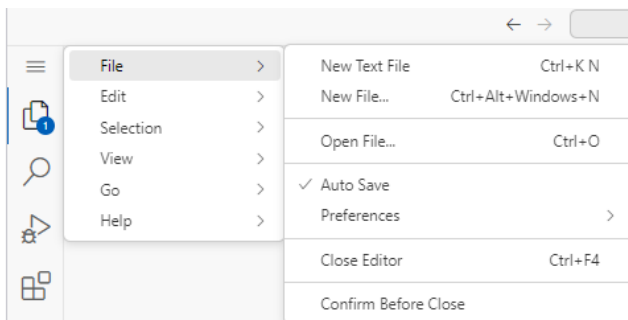 File
Edit
Selection
View
Go
Help
New Text File Ctrl+K N
New File... Ctrl+Alt+Windows+N
Open File... Ctrl+O
Auto Save
Preferences
Close Editor Ctrl+F4
Confirm Before Close
1